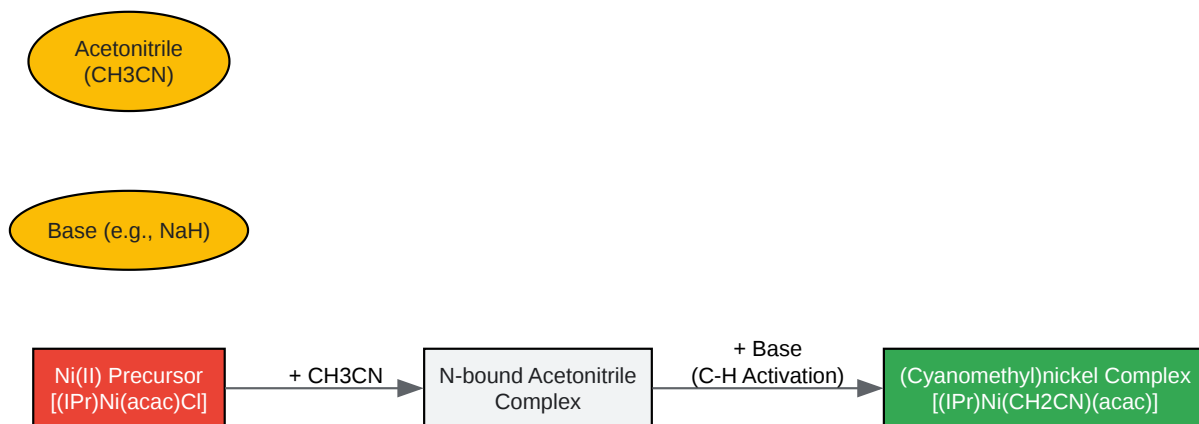 Acetonitrile
(CH3CN)
Base (e.g., NaH)
Ni(II) Precursor
[(IPr)Ni(acac)Cl]
+ CH3CN
N-bound Acetonitrile
Complex
+ Base
(C-H Activation)
(Cyanomethyl)nickel Complex
[(IPr)Ni(CH2CN)(acac)]